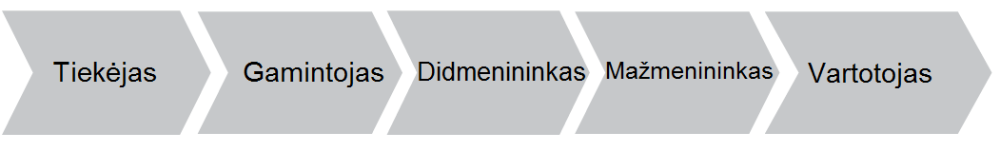 Tiekėjas
Gamintojas
Didmenininkas
Mažmenininkas
Vartotojas